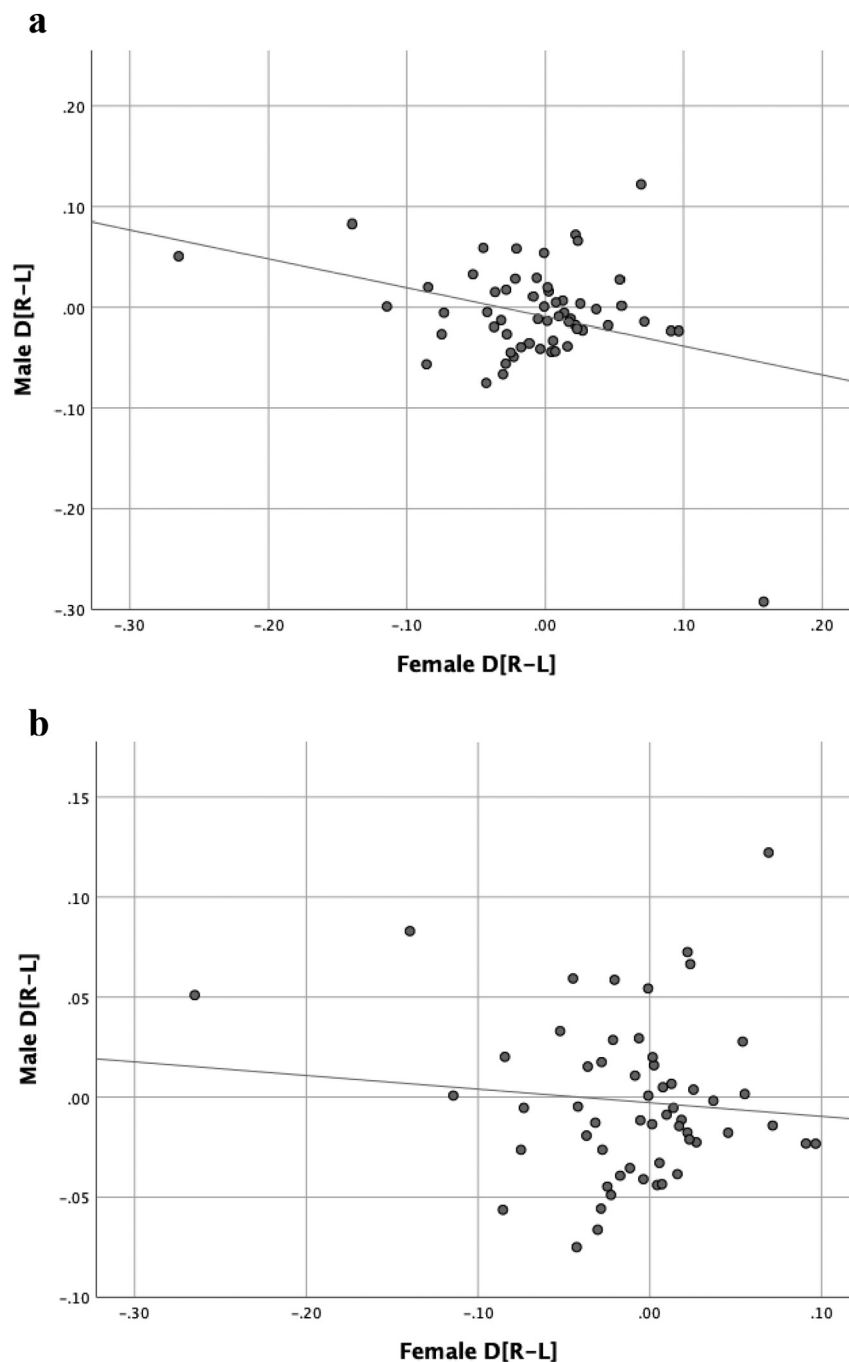 a
.20
.10
.00
-.10
-.20
-.30
Male D[R-L]
-.30 -.20 -.10 .00 .10 .20
Female D[R-L]
b
.15
.10
.05
.00
-.05
-.10
Male D[R-L]
-.30 -.20 -.10 .00 .10
Female D[R-L]